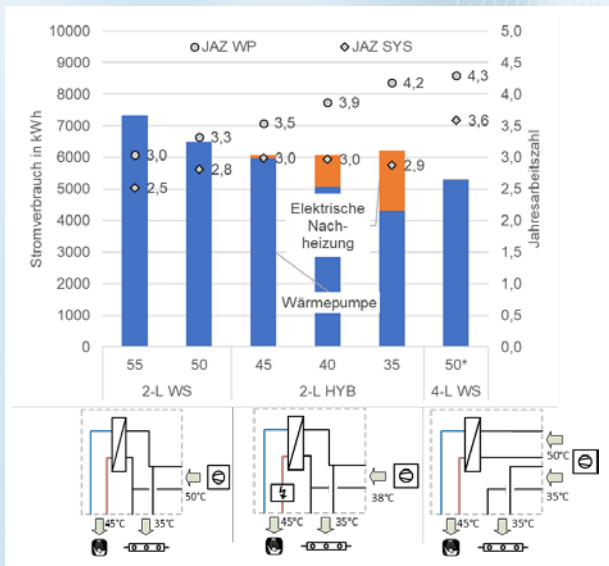 JAZ WP
JAZ SYS
Stromverbrauch in kWh
10000
9000
8000
7000
6000
5000
4000
3000
2000
1000
0
5,0
4,5
4,0
3,5
3,0
2,5
2,0
1,5
1,0
0,5
0,0
Jahresarbeitszahl
3,0
3,3
3,5
3,9
4,2
4,3
2,5
2,8
3,0
3,0
2,9
3,6
Elektrische
Nach-
heizung
Wärmepumpe
55
50
45
40
35
50*
2-L WS
2-L HYB
4-L WS
50°C
45°C
35°C
38°C
45°C
35°C
50°C
35°C
45°C
35°C